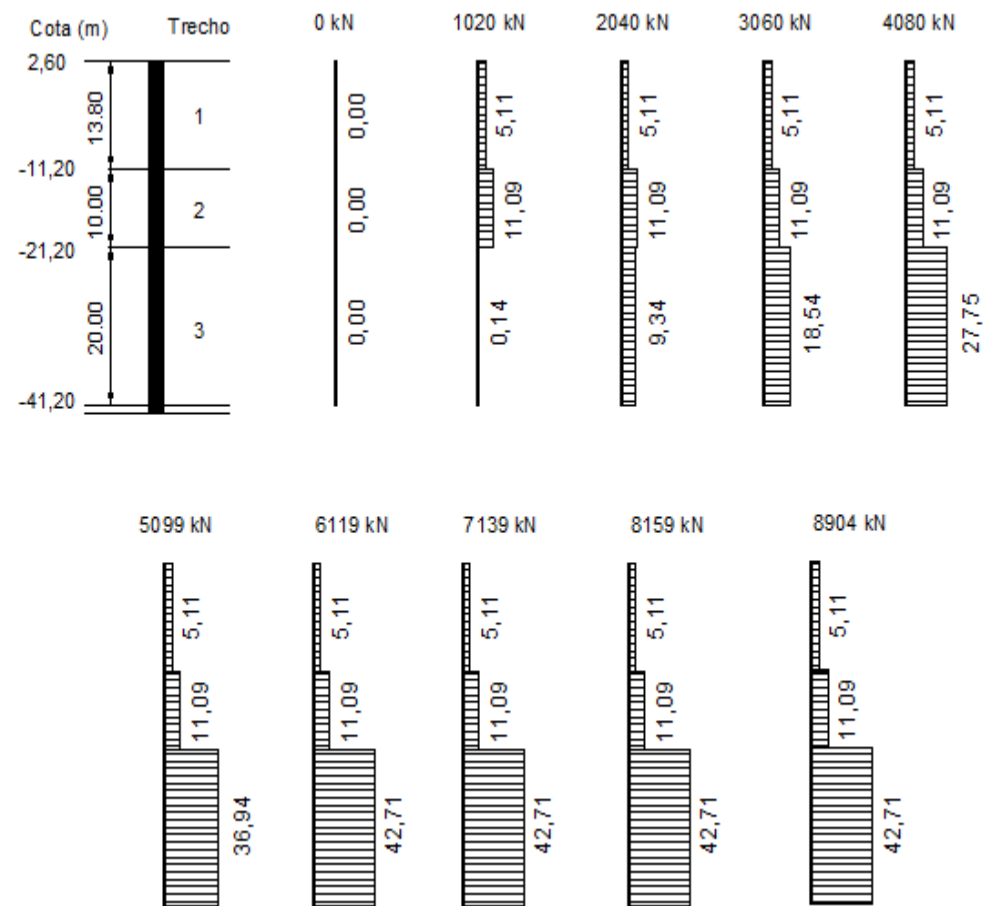 Cota (m) Trecho 0 kN 1020 kN 2040 kN 3060 kN 4080 kN
2,60
13.80 1 0,00 5,11 5,11 5,11 5,11
-11,20
10.00 2 0,00 11,09 11,09 11,09 11,09
-21,20
20.00 3 0,00 0,14 9,34 18,54 27,75
-41,20
5099 kN 6119 kN 7139 kN 8159 kN 8904 kN
5,11 5,11 5,11 5,11 5,11
11,09 11,09 11,09 11,09 11,09
36,94 42,71 42,71 42,71 42,71